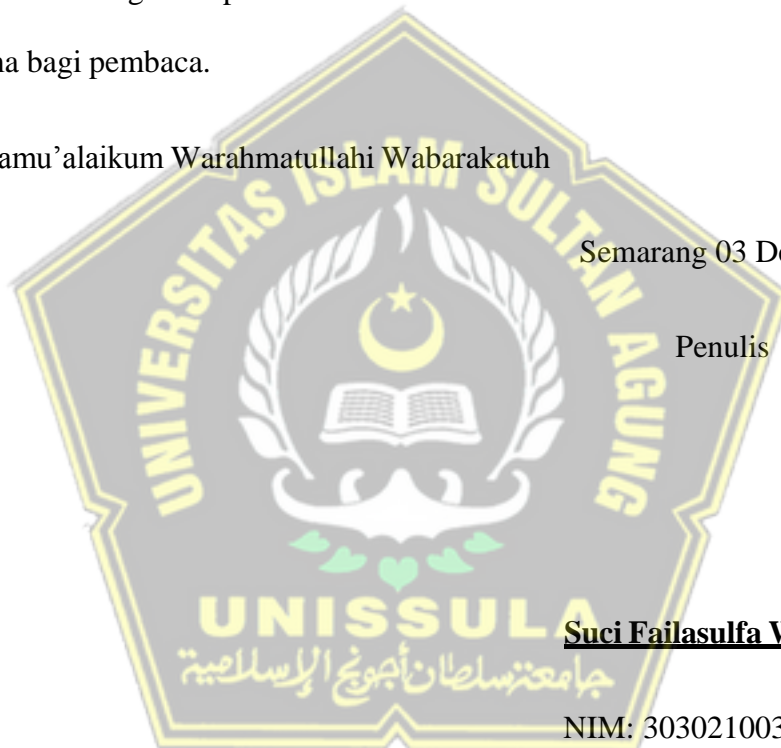 na bagi pembaca.
amu’alaikum Warahmatullahi Wabarakatuh
Semarang 03 D
Penulis
Suci Failasulfa
NIM: 303021003
UNIVERSITAS ISLAM SULTAN AGUNG
UNISSULA
جامعة سلطان أجونج الإسلامية